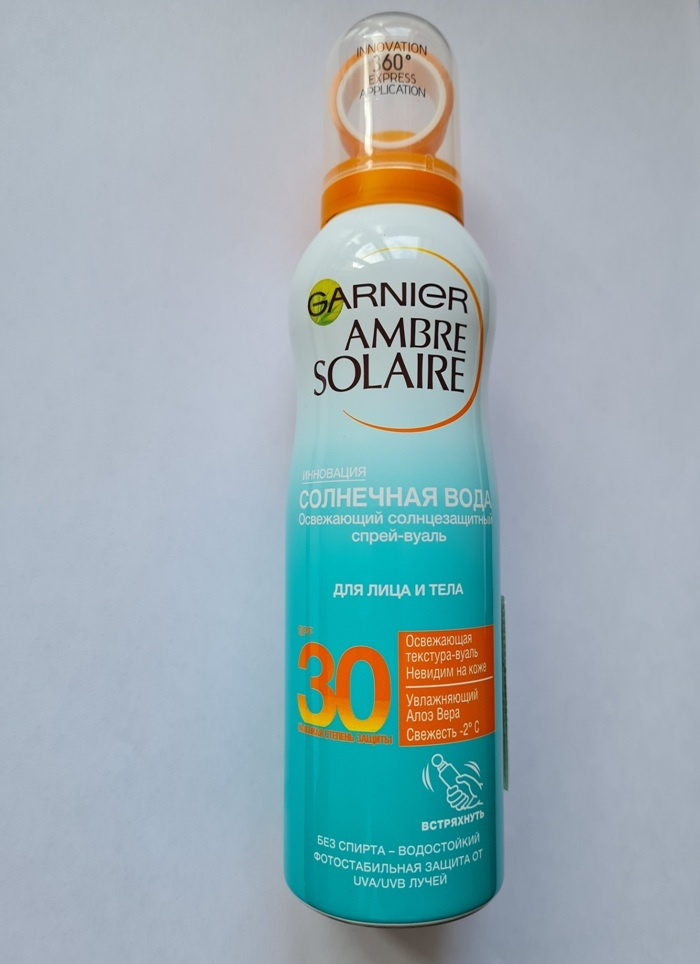 INNOVATION
360°
EXPRESS
APPLICATION
GARNIER
AMBRE
SOLAIRE
ИННОВАЦИЯ
СОЛНЕЧНАЯ ВОДА
Освежающий солнцезащитный
спрей-вуаль
ДЛЯ ЛИЦА И ТЕЛА
30
СТЕПЕНЬ ЗАЩИТЫ
Освежающая
текстура-вуаль
Невидим на коже
Увлажняющий
Алоэ Вера
Свежесть -2° C
ВСТРЯХНУТЬ
БЕЗ СПИРТА – ВОДОСТОЙКИЙ
ФОТОСТАБИЛЬНАЯ ЗАЩИТА ОТ
UVA/UVB ЛУЧЕЙ